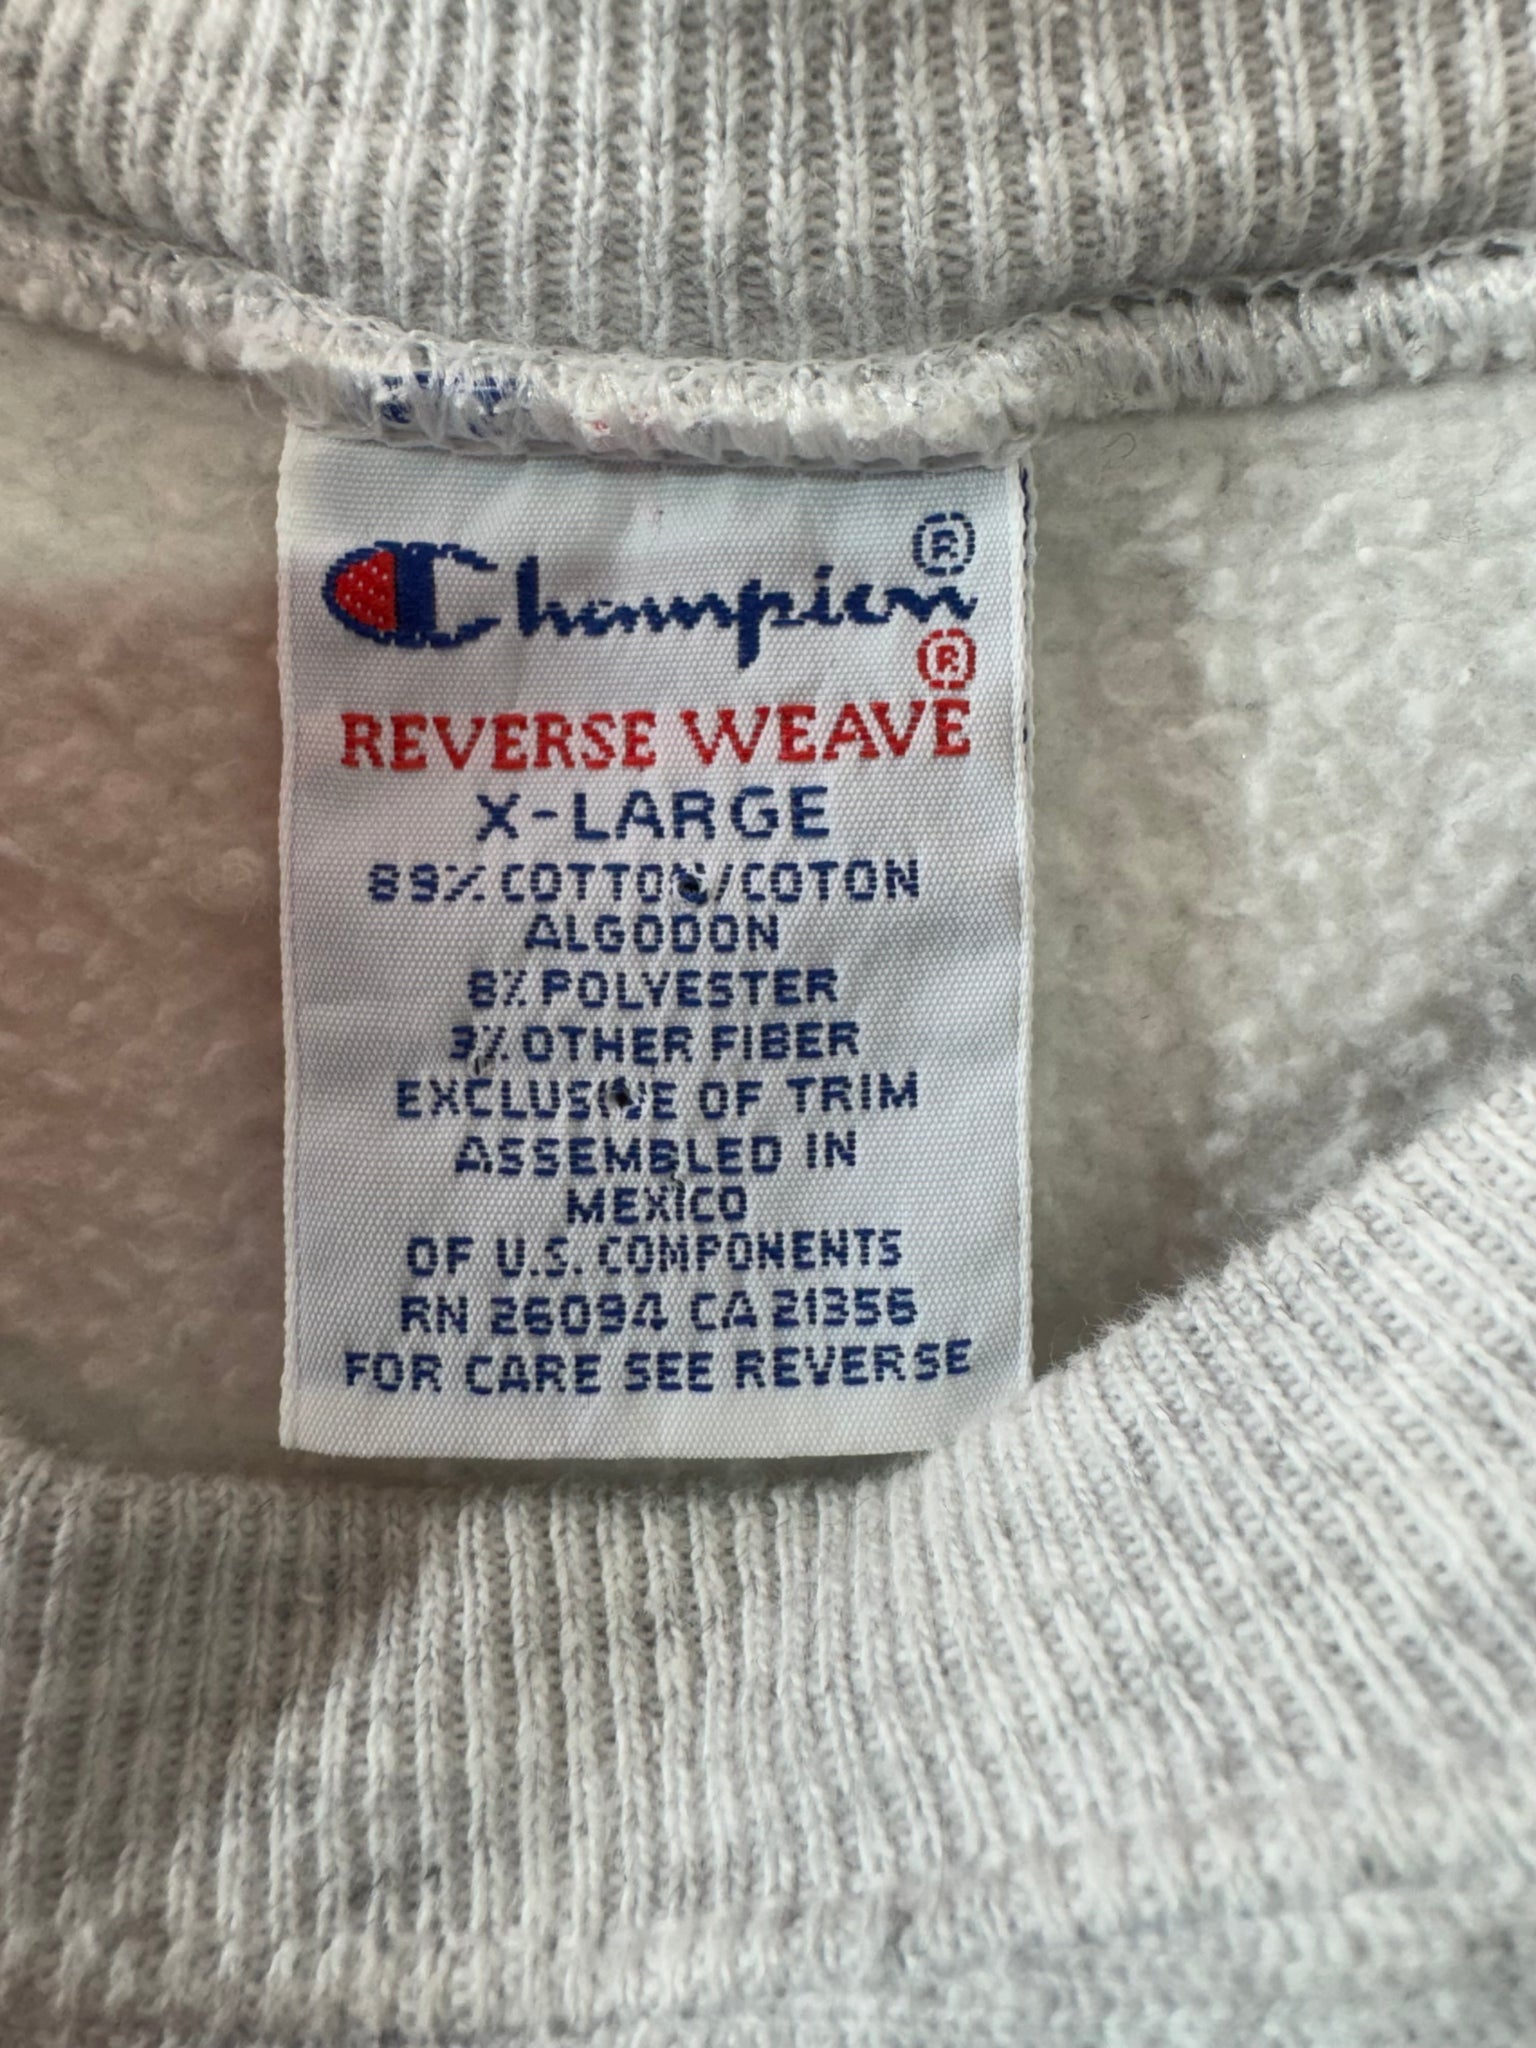 Champion ®
®
REVERSE WEAVE
X-LARGE
89% COTTON/COTON
ALGODON
8% POLYESTER
3% OTHER FIBER
EXCLUSIVE OF TRIM
ASSEMBLED IN
MEXICO
OF U.S. COMPONENTS
RN 26094 CA 21356
FOR CARE SEE REVERSE